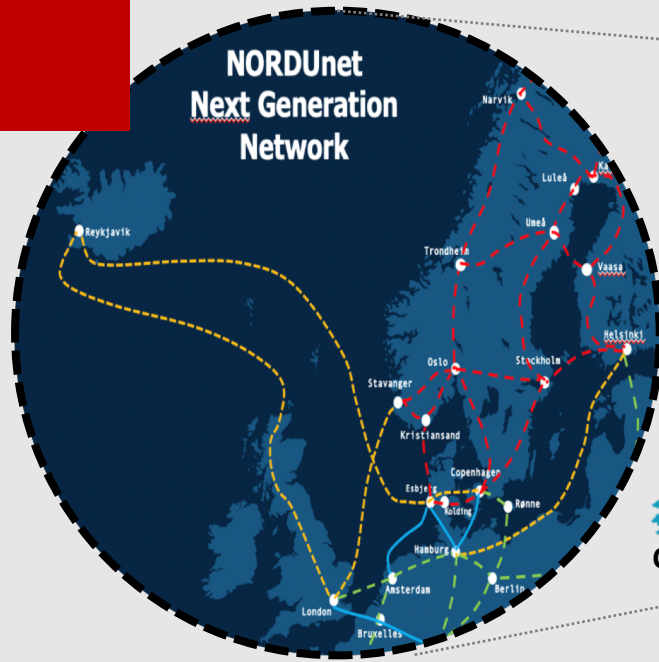 NORDUnet
Next Generation
Network
Narvik
Ka
Luleå
Umeå
Reykjavik
Trondheim
Vaasa
Helsinki
Oslo
Stockholm
Stavanger
Kristiansand
Copenhagen
Esbjerg
Kolding
Rønne
Hamburg
Amsterdam
Berlin
London
Bruxelles